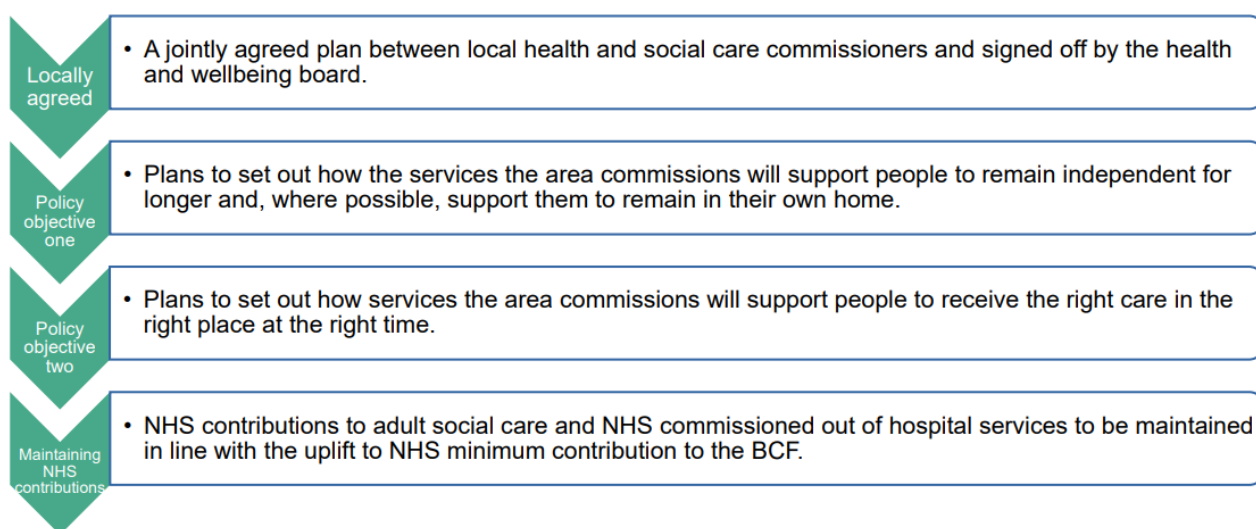 Locally
agreed
• A jointly agreed plan between local health and social care commissioners and signed off by the health
and wellbeing board.
Policy
objective
one
• Plans to set out how the services the area commissions will support people to remain independent for
longer and, where possible, support them to remain in their own home.
Policy
objective
two
• Plans to set out how services the area commissions will support people to receive the right care in the
right place at the right time.
Maintaining
NHS
contributions
• NHS contributions to adult social care and NHS commissioned out of hospital services to be maintained
in line with the uplift to NHS minimum contribution to the BCF.